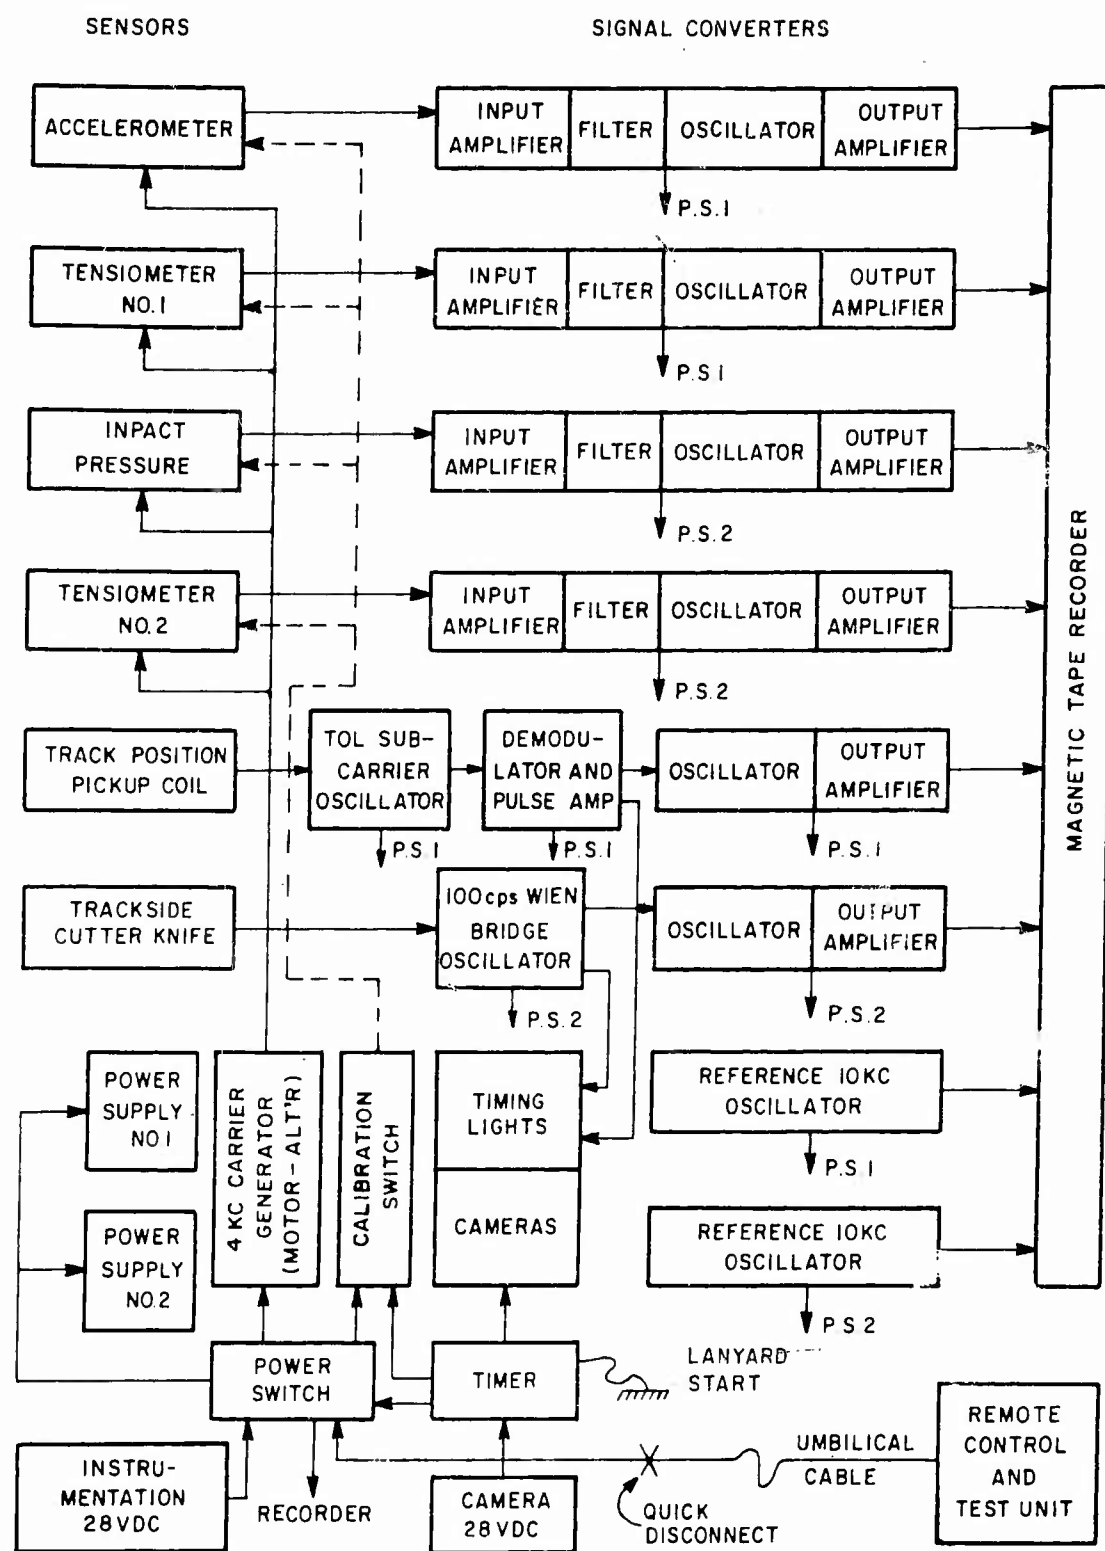 SENSORS
SIGNAL CONVERTERS
ACCELEROMETER
INPUT
AMPLIFIER
FILTER
OSCILLATOR
OUTPUT
AMPLIFIER
P.S.1
TENSIOMETER
NO.1
INPUT
AMPLIFIER
FILTER
OSCILLATOR
OUTPUT
AMPLIFIER
P.S.1
INPACT
PRESSURE
INPUT
AMPLIFIER
FILTER
OSCILLATOR
OUTPUT
AMPLIFIER
P.S.2
TENSIOMETER
NO.2
INPUT
AMPLIFIER
FILTER
OSCILLATOR
OUTPUT
AMPLIFIER
P.S.2
MAGNETIC TAPE RECORDER
TRACK POSITION
PICKUP COIL
TOL SUB-
CARRIER
OSCILLATOR
P.S.1
DEMODU-
LATOR AND
PULSE AMP
P.S.1
OSCILLATOR
OUTPUT
AMPLIFIER
P.S.1
TRACKSIDE
CUTTER KNIFE
100cps WIEN
BRIDGE
OSCILLATOR
P.S.2
OSCILLATOR
OUTPUT
AMPLIFIER
P.S.2
POWER
SUPPLY
NO.1
4 KC CARRIER
GENERATOR
(MOTOR-ALT'R)
CALIBRATION
SWITCH
TIMING
LIGHTS
REFERENCE 10KC
OSCILLATOR
P.S.1
POWER
SUPPLY
NO.2
CAMERAS
REFERENCE 10KC
OSCILLATOR
P.S 2
POWER
SWITCH
TIMER
LANYARD
START
INSTRU-
MENTATION
28VDC
RECORDER
CAMERA
28VDC
QUICK
DISCONNECT
UMBILICAL
CABLE
REMOTE
CONTROL
AND
TEST UNIT